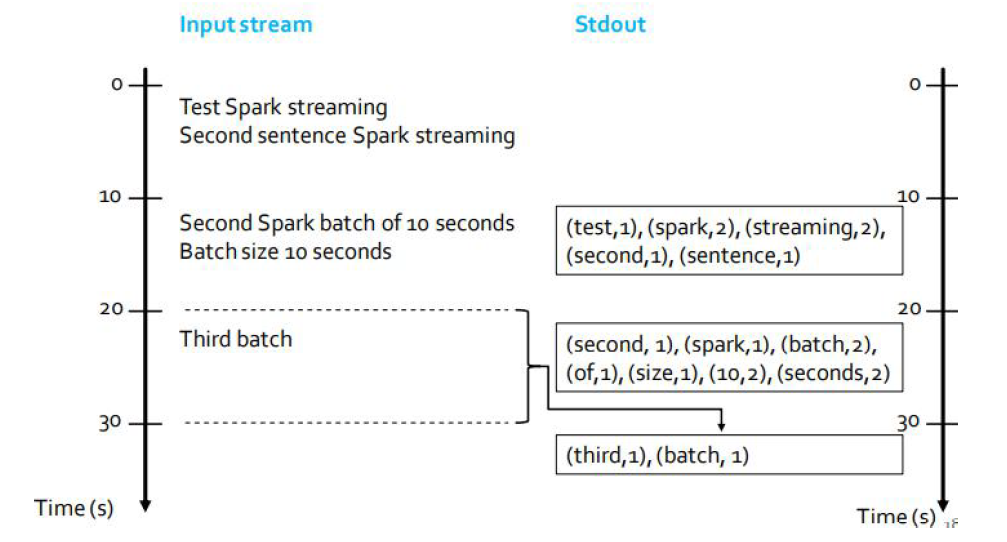 Input stream
Stdout
0
0
Test Spark streaming
Second sentence Spark streaming
10
10
Second Spark batch of 10 seconds
Batch size 10 seconds
(test,1), (spark,2), (streaming,2),
(second,1), (sentence,1)
20
20
Third batch
(second, 1), (spark,1), (batch,2),
(of,1), (size,1), (10,2), (seconds,2)
30
30
(third,1), (batch, 1)
Time (s)
Time (s)